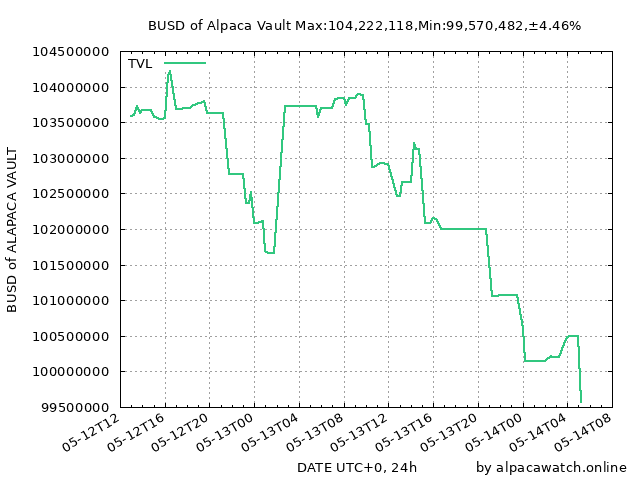 BUSD of Alpaca Vault Max:104,222,118,Min:99,570,482,±4.46%
TVL
104500000
104000000
103500000
103000000
102500000
102000000
101500000
101000000
100500000
100000000
99500000
BUSD of ALAPACA VAULT
05-12T12
05-12T16
05-12T20
05-13T00
05-13T04
05-13T08
05-13T12
05-13T16
05-13T20
05-14T00
05-14T04
05-14T08
DATE UTC+0, 24h
by alpacawatch.online